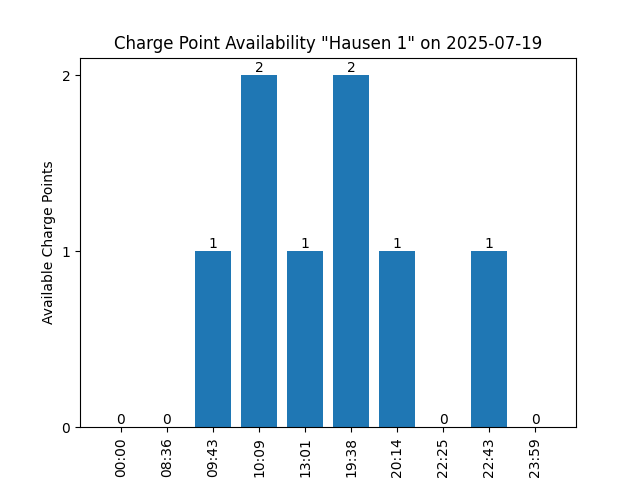 Charge Point Availability "Hausen 1" on 2025-07-19
Available Charge Points
2
1
0
0 0 1 2 1 2 1 0 1 0
00:00 08:36 09:43 10:09 13:01 19:38 20:14 22:25 22:43 23:59